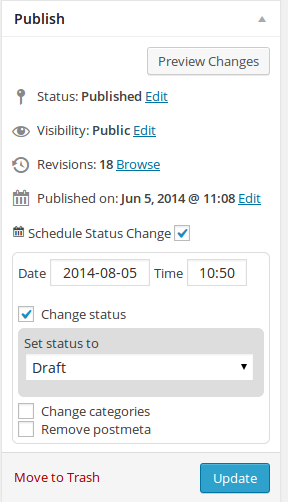 Publish
Preview Changes
Status: Published Edit
Visibility: Public Edit
Revisions: 18 Browse
Published on: Jun 5, 2014 @ 11:08 Edit
Schedule Status Change
Date 2014-08-05 Time 10:50
Change status
Set status to
Draft
Change categories
Remove postmeta
Move to Trash Update